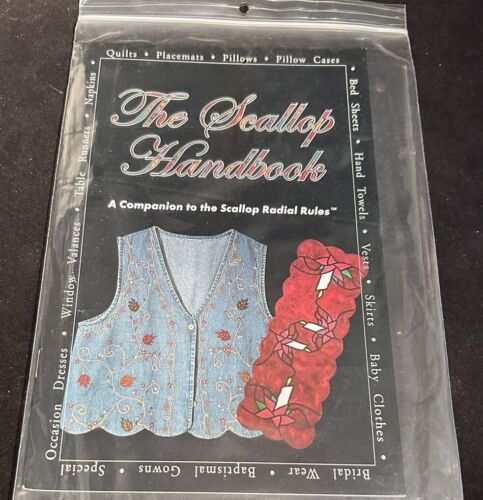 Quilts • Placemats • Pillows • Pillow Cases •
Bed Sheets • Hand Towels • Vests • Skirts • Baby Clothes •
Bridal Wear • Baptismal Gowns • Special
Occasion Dresses • Window Valances • Table Runners • Napkins •
The Scallop
Handbook
A Companion to the Scallop Radial Rules™